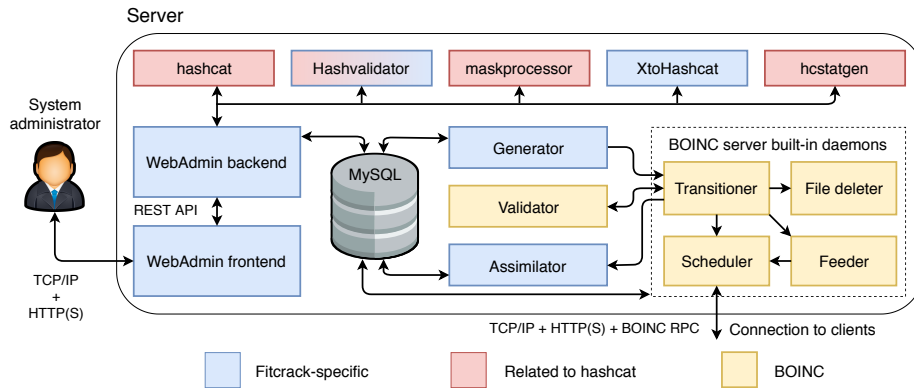 Server
hashcat
Hashvalidator
maskprocessor
XtoHashcat
hcstatgen
System
administrator
WebAdmin backend
MySQL
Generator
BOINC server built-in daemons
Transitioner
File deleter
Validator
REST API
WebAdmin frontend
Assimilator
Scheduler
Feeder
TCP/IP
+
HTTP(S)
TCP/IP + HTTP(S) + BOINC RPC
Connection to clients
Fitcrack-specific
Related to hashcat
BOINC